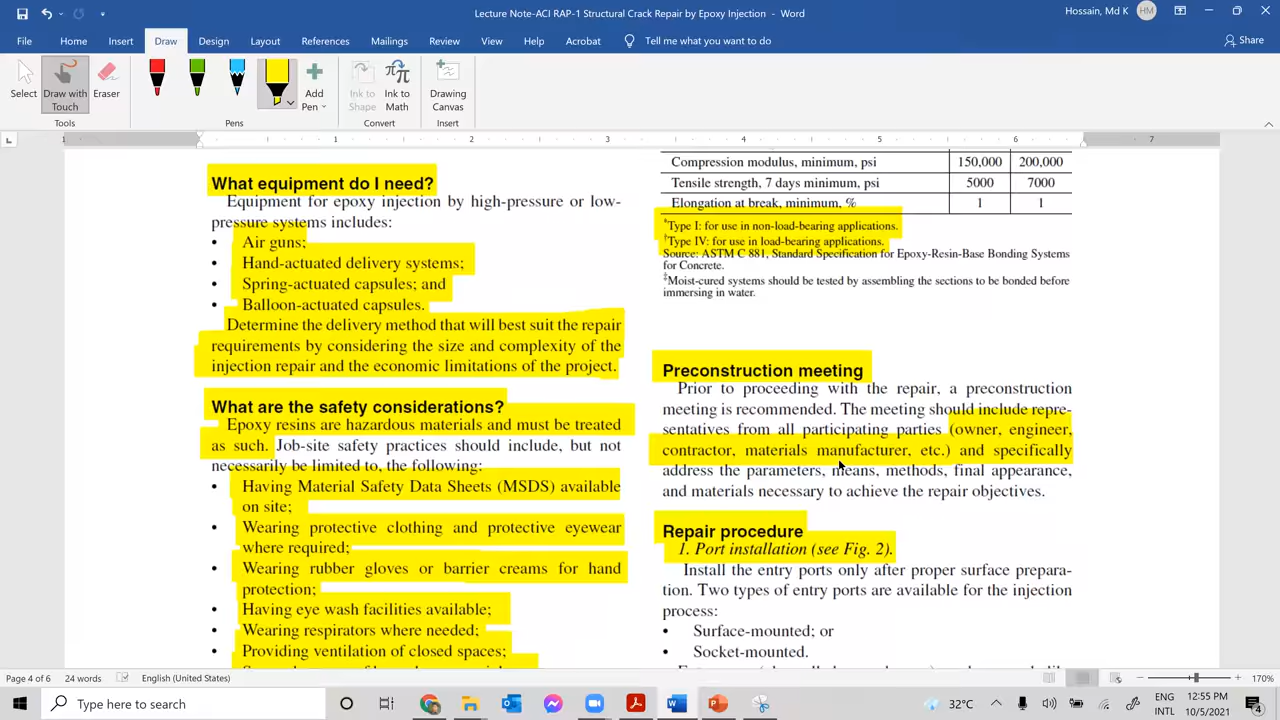 Lecture Note-ACI RAP-1 Structural Crack Repair by Epoxy Injection - Word
Hossain, Md K
HM
File
Home
Insert
Draw
Design
Layout
References
Mailings
Review
View
Help
Acrobat
Tell me what you want to do
Share
Select
Draw with Touch
Eraser
Add Pen
Ink to Shape
Ink to Math
Drawing Canvas
Tools
Pens
Convert
Insert
1
1
2
3
4
5
6
7
What equipment do I need?
Equipment for epoxy injection by high-pressure or low-
pressure systems includes:
• Air guns;
• Hand-actuated delivery systems;
• Spring-actuated capsules; and
• Balloon-actuated capsules.
Determine the delivery method that will best suit the repair
requirements by considering the size and complexity of the
injection repair and the economic limitations of the project.
What are the safety considerations?
Epoxy resins are hazardous materials and must be treated
as such. Job-site safety practices should include, but not
necessarily be limited to, the following:
• Having Material Safety Data Sheets (MSDS) available
on site;
• Wearing protective clothing and protective eyewear
where required;
• Wearing rubber gloves or barrier creams for hand
protection;
• Having eye wash facilities available;
• Wearing respirators where needed;
• Providing ventilation of closed spaces;
Compression modulus, minimum, psi 150,000 200,000
Tensile strength, 7 days minimum, psi 5000 7000
Elongation at break, minimum, % 1 1
*Type I: for use in non-load-bearing applications.
†Type IV: for use in load-bearing applications.
Source: ASTM C 881, Standard Specification for Epoxy-Resin-Base Bonding Systems
for Concrete.
‡Moist-cured systems should be tested by assembling the sections to be bonded before
immersing in water.
Preconstruction meeting
Prior to proceeding with the repair, a preconstruction
meeting is recommended. The meeting should include repre-
sentatives from all participating parties (owner, engineer,
contractor, materials manufacturer, etc.) and specifically
address the parameters, means, methods, final appearance,
and materials necessary to achieve the repair objectives.
Repair procedure
1. Port installation (see Fig. 2).
Install the entry ports only after proper surface prepara-
tion. Two types of entry ports are available for the injection
process:
• Surface-mounted; or
• Socket-mounted.
Page 4 of 6
24 words
English (United States)
170%
Type here to search
32°C
ENG
INTL
12:55 PM
10/5/2021
4